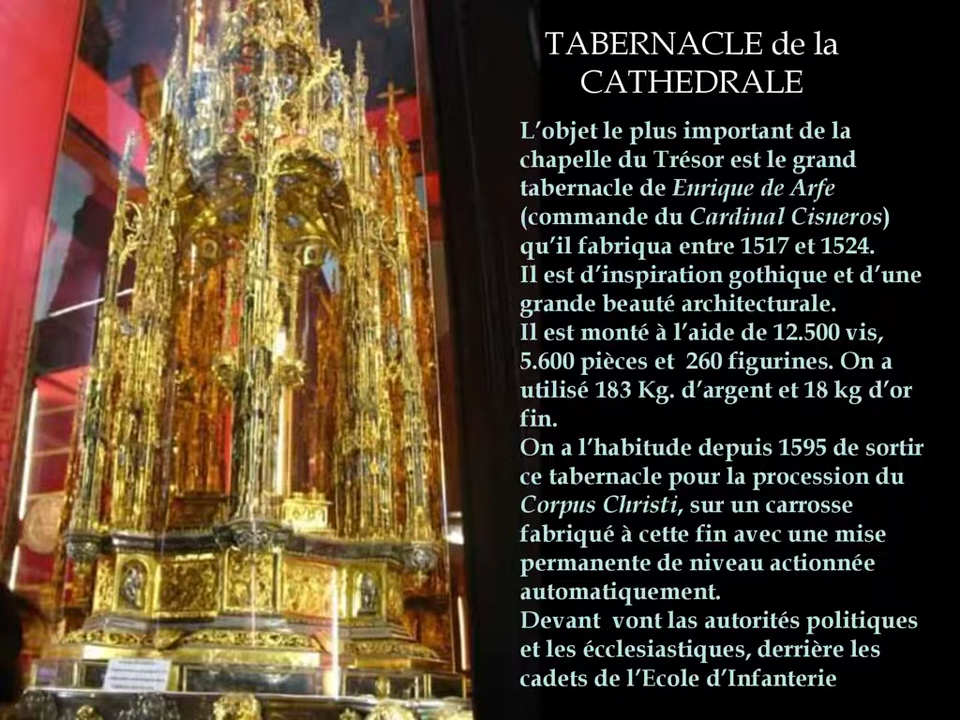 TABERNACLE de la
CATHEDRALE
L’objet le plus important de la
chapelle du Trésor est le grand
tabernacle de Enrique de Arfe
(commande du Cardinal Cisneros)
qu’il fabriqua entre 1517 et 1524.
Il est d’inspiration gothique et d’une
grande beauté architecturale.
Il est monté à l’aide de 12.500 vis,
5.600 pièces et 260 figurines. On a
utilisé 183 Kg. d’argent et 18 kg d’or
fin.
On a l’habitude depuis 1595 de sortir
ce tabernacle pour la procession du
Corpus Christi, sur un carrosse
fabriqué à cette fin avec une mise
permanente de niveau actionnée
automatiquement.
Devant vont las autorités politiques
et les écclesiastiques, derrière les
cadets de l’Ecole d’Infanterie